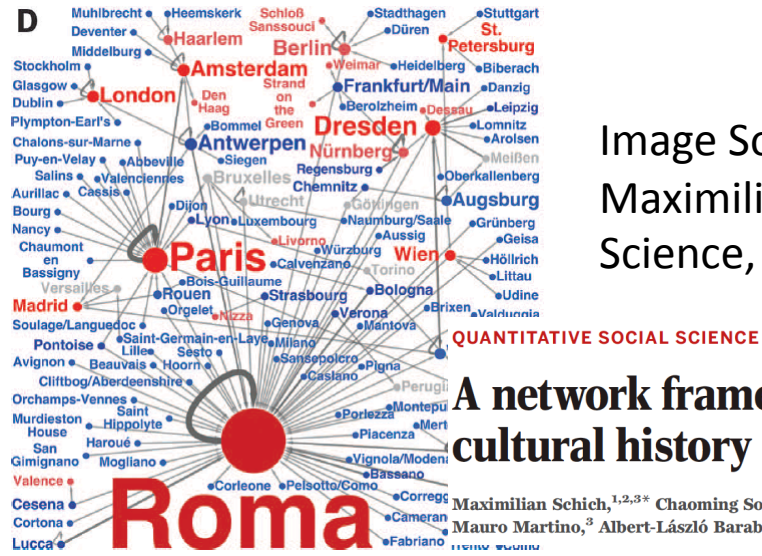 D
Muhlbrecht
Heemskerk
Deventer
Haarlem
Middelburg
Stockholm
Amsterdam
Glasgow
London
Dublin
Den
Haag
Plympton-Earl's
Bommel
Antwerpen
Siegen
Chalons-sur-Marne
Puy-en-Velay
Abbeville
Salins
Valenciennes
Bruxelles
Aurillac
Cassis
Utrecht
Bourg
Dijon
Lyon
Luxembourg
Nancy
Chaumont
en
Bassigny
Paris
Livorno
Würzburg
Calvenzano
Versailles
Bois-Guillaume
Madrid
Rouen
Strasbourg
Orgelet
Nizza
Soulage/Languedoc
Genova
Pontoise
Saint-Germain-en-Laye
Milano
Lille
Sesto
Sansepolcro
Avignon
Beauvais
Hoorn
Caslano
Cliftbog/Aberdeenshire
Orchamps-Vennes
Saint
Hippolyte
Murdieston
House
Haroué
San
Gimignano
Mogliano
Valence
Cesena
Cortona
Lucca
Corleone
Pelsotto/Como
Roma
Schloß
Sanssouci
Stadthagen
Düren
Berlin
Stuttgart
St.
Petersburg
Weimar
Heidelberg
Biberach
Strand
on
the
Green
Frankfurt/Main
Danzig
Berolzheim
Dessau
Leipzig
Dresden
Lomnitz
Arolsen
Nürnberg
Meißen
Regensburg
Oberkallenberg
Chemnitz
Göttingen
Augsburg
Naumburg/Saale
Grünberg
Aussig
Geisa
Wien
Höllrich
Torino
Littau
Bologna
Udine
Verona
Brixen
Valduggia
Mantova
Pigna
Perugi
Montepu
Porlezza
Mert
Piacenza
Vignola/Modena
Bassano
Corregg
Cameran
Fabriano
Image So
Maximili
Science,
QUANTITATIVE SOCIAL SCIENCE
A network frame
cultural history
Maximilian Schich,1,2,3* Chaoming So
Mauro Martino,3 Albert-László Barab